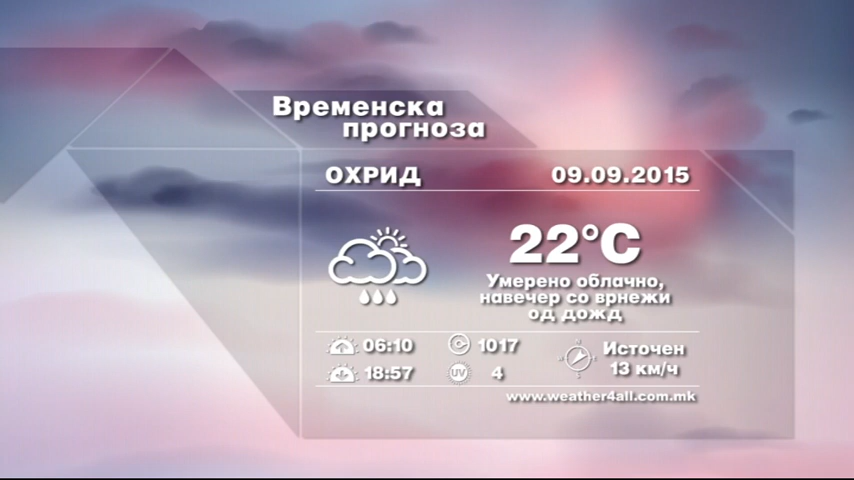 Временска
прогноза
ОХРИД 09.09.2015
22°C
Умерено облачно,
навечер со врнежи
од дожд
06:10 1017 Источен
18:57 UV 4 13 км/ч
www.weather4all.com.mk